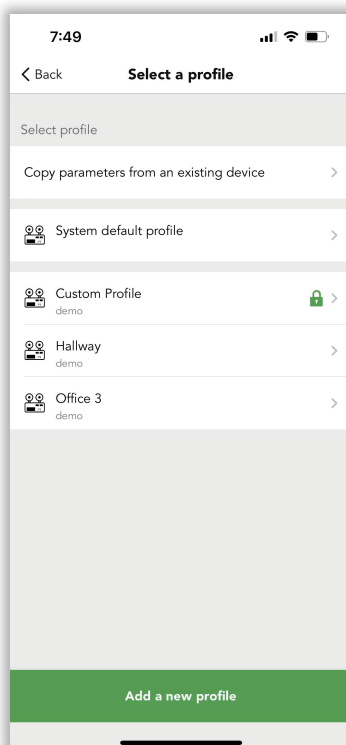 7:49
Back
Select a profile
Select profile
Copy parameters from an existing device
System default profile
Custom Profile
demo
Hallway
demo
Office 3
demo
Add a new profile